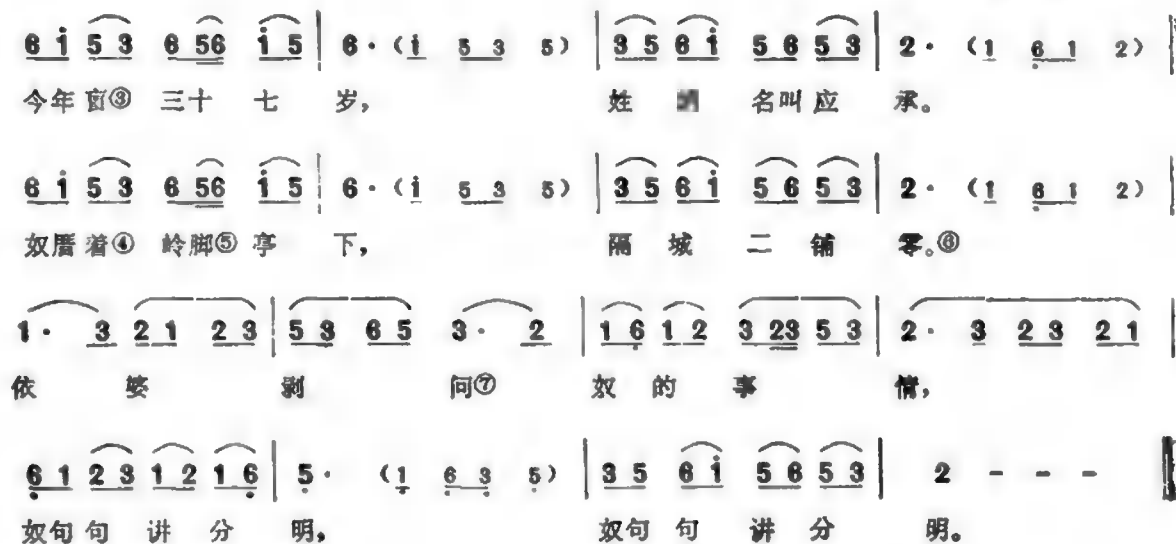 6 i̇ 5 3 6 56 i̇ 5 | 6· (i̇ 5 3 5) | 3 5 6 i̇ 5 6 5 3 | 2· (1 6̣ 1 2) |
今年 ③ 三十 七 岁, 姓 名叫应 承。
6 i̇ 5 3 6 56 i̇ 5 | 6· (i̇ 5 3 5) | 3 5 6 i̇ 5 6 5 3 | 2· (1 6̣ 1 2) |
奴厝着④ 岭脚⑤ 亭 下, 隔 城 二 铺 零。⑥
1· 3 2 1 2 3 | 5 3 6 5 3· 2 | 1 6̣ 1 2 3 23 5 3 | 2· 3 2 3 2 1 |
依 婆 剥 问⑦ 奴 的 事 情,
6̣ 1 2 3 1 2 1 6̣ | 5̣· (1̣ 6̣ 3̣ 5̣) | 3 5 6 i̇ 5 6 5 3 | 2 - - - ‖
奴句 句 讲 分 明, 奴句 句 讲 分 明。